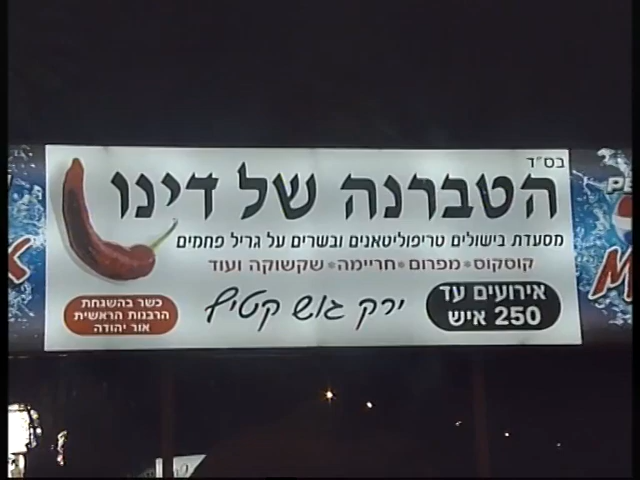 בס"ד
הטברנה של דינו
מסעדת בישולים טריפוליטאנים ובשרים על גריל פחמים
קוסקוס * מפרום * חריימה * שקשוקה ועוד
אירועים עד
250 איש
ירק גוש קטיף
כשר בהשגחת
הרבנות הראשית
אור יהודה